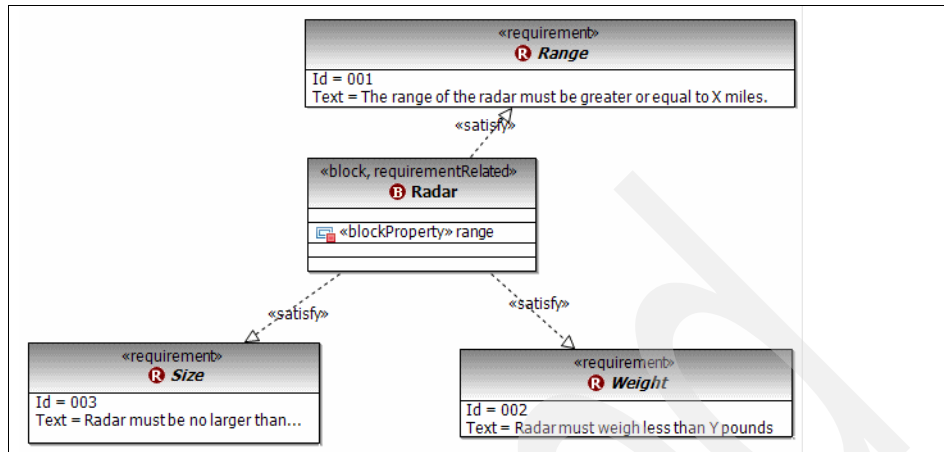 «requirement»
R Range
Id = 001
Text = The range of the radar must be greater or equal to X miles.
«satisfy»
«block, requirementRelated»
B Radar
«blockProperty» range
«satisfy»
«satisfy»
«requirement»
R Size
Id = 003
Text = Radar must be no larger than...
«requirement»
R Weight
Id = 002
Text = Radar must weigh less than Y pounds